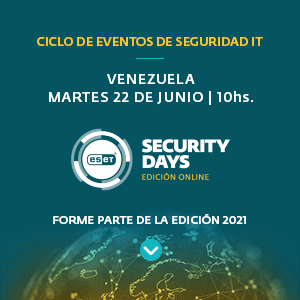 CICLO DE EVENTOS DE SEGURIDAD IT
VENEZUELA
MARTES 22 DE JUNIO | 10hs.
eseT
SECURITY
DAYS
EDICIÓN ONLINE
FORME PARTE DE LA EDICIÓN 2021